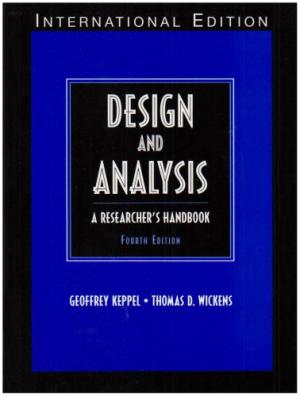 INTERNATIONAL EDITION
DESIGN
AND
ANALYSIS
A RESEARCHER'S HANDBOOK
FOURTH EDITION
GEOFFREY KEPPEL • THOMAS D. WICKENS